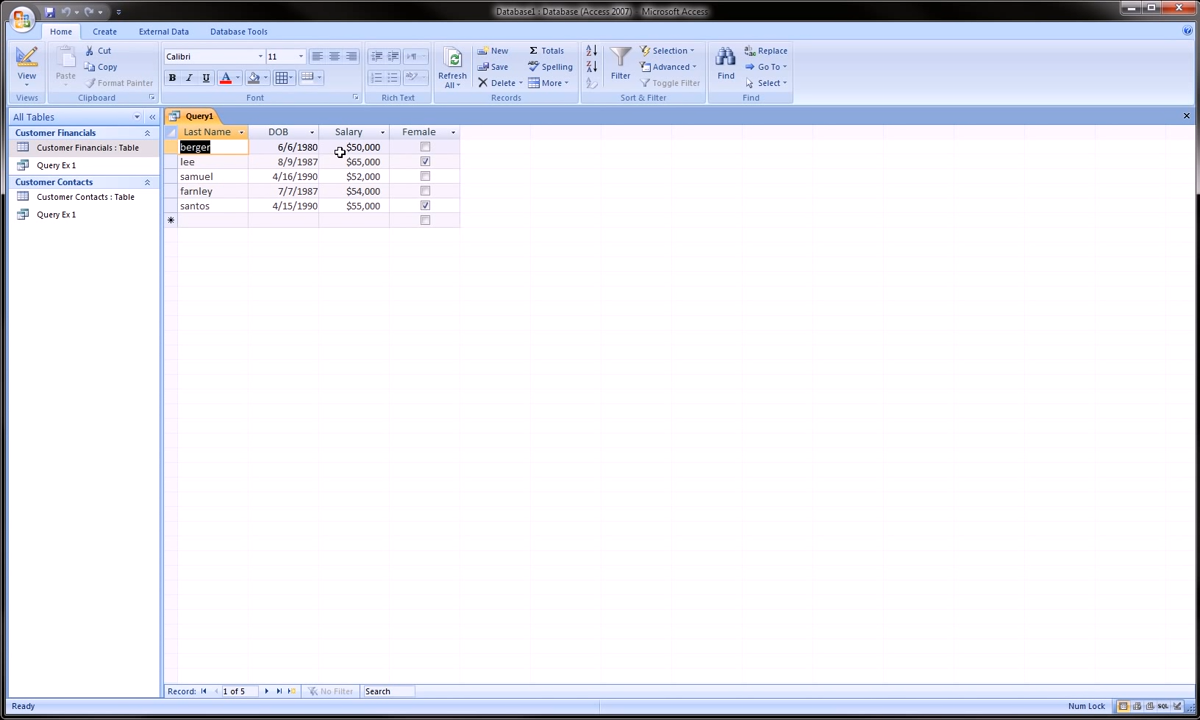 Database1 : Database (Access 2007) - Microsoft Access
Home Create External Data Database Tools
View
Views
Paste
Cut
Copy
Format Painter
Clipboard
Calibri 11
B I U A
Font
Rich Text
Refresh All
New
Save
Delete
Totals
Spelling
More
Records
Filter
Selection
Advanced
Toggle Filter
Sort & Filter
Find
Replace
Go To
Select
Find
All Tables
Customer Financials
Customer Financials : Table
Query Ex 1
Customer Contacts
Customer Contacts : Table
Query Ex 1
Query1
Last Name DOB Salary Female
berger 6/6/1980 $50,000
lee 8/9/1987 $65,000
samuel 4/16/1990 $52,000
farnley 7/7/1987 $54,000
santos 4/15/1990 $55,000
Record: 1 of 5 No Filter Search
Ready Num Lock SQL